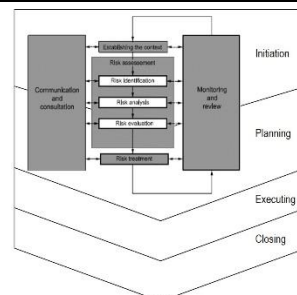 Establishing the context
Initiation
Risk assessment
Risk identification
Communication
and
consultation
Risk analysis
Monitoring
and
review
Risk evaluation
Planning
Risk treatment
Executing
Closing